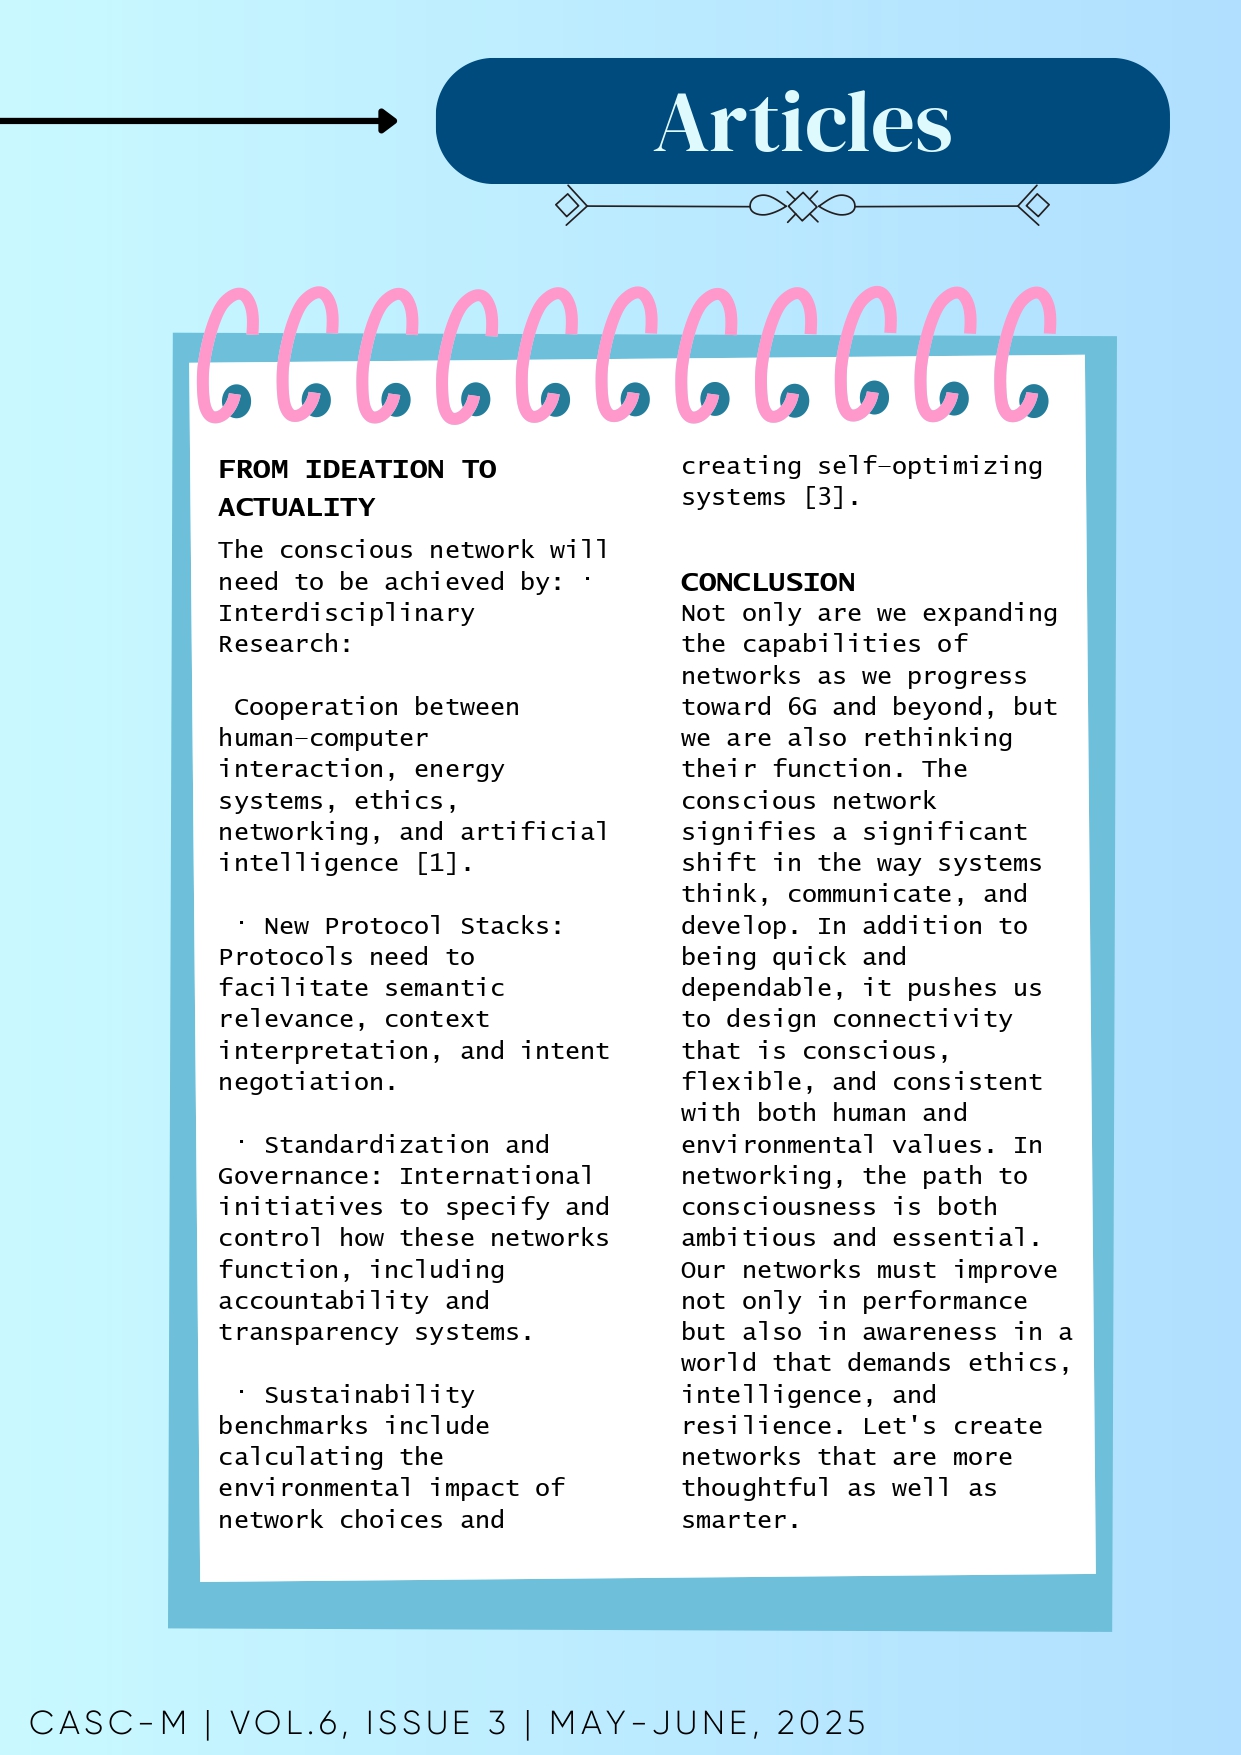 Articles
FROM IDEATION TO
ACTUALITY
The conscious network will
need to be achieved by: ·
Interdisciplinary
Research:
Cooperation between
human-computer
interaction, energy
systems, ethics,
networking, and artificial
intelligence [1].
· New Protocol Stacks:
Protocols need to
facilitate semantic
relevance, context
interpretation, and intent
negotiation.
· Standardization and
Governance: International
initiatives to specify and
control how these networks
function, including
accountability and
transparency systems.
· Sustainability
benchmarks include
calculating the
environmental impact of
network choices and
creating self-optimizing
systems [3].
CONCLUSION
Not only are we expanding
the capabilities of
networks as we progress
toward 6G and beyond, but
we are also rethinking
their function. The
conscious network
signifies a significant
shift in the way systems
think, communicate, and
develop. In addition to
being quick and
dependable, it pushes us
to design connectivity
that is conscious,
flexible, and consistent
with both human and
environmental values. In
networking, the path to
consciousness is both
ambitious and essential.
Our networks must improve
not only in performance
but also in awareness in a
world that demands ethics,
intelligence, and
resilience. Let's create
networks that are more
thoughtful as well as
smarter.
CASC-M | VOL.6, ISSUE 3 | MAY-JUNE, 2025